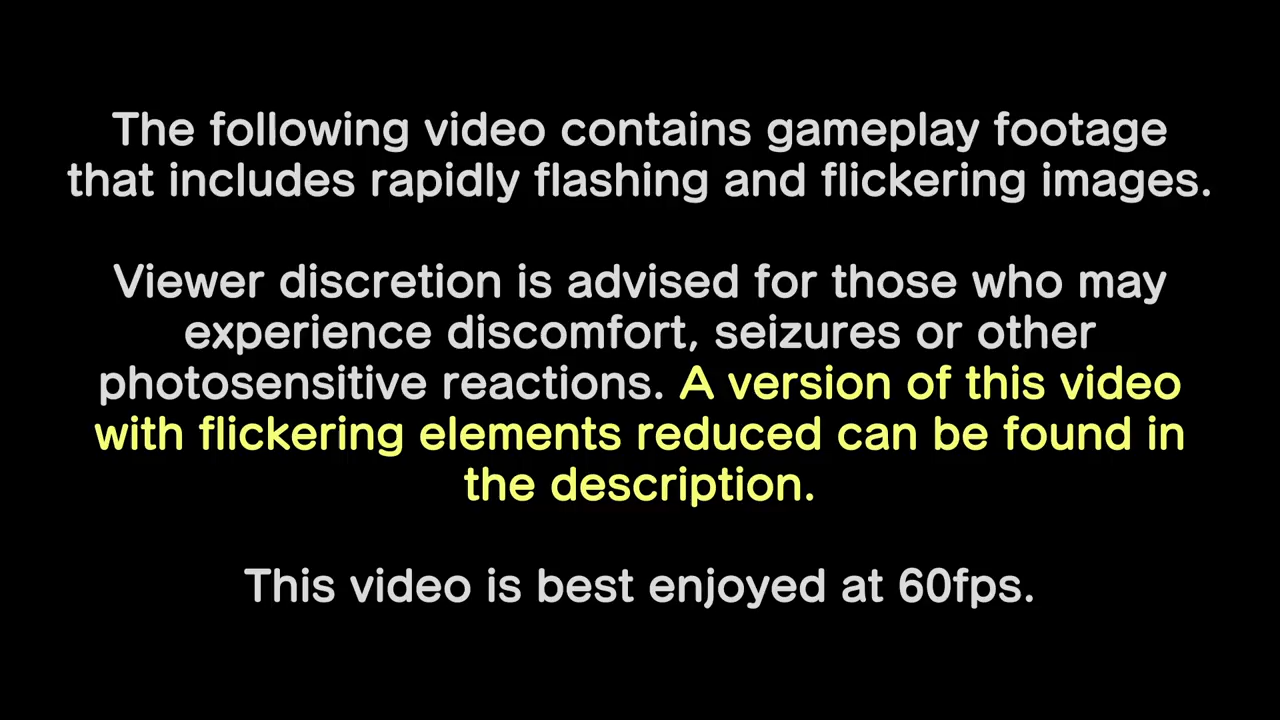 The following video contains gameplay footage
that includes rapidly flashing and flickering images.
Viewer discretion is advised for those who may
experience discomfort, seizures or other
photosensitive reactions. A version of this video
with flickering elements reduced can be found in
the description.
This video is best enjoyed at 60fps.